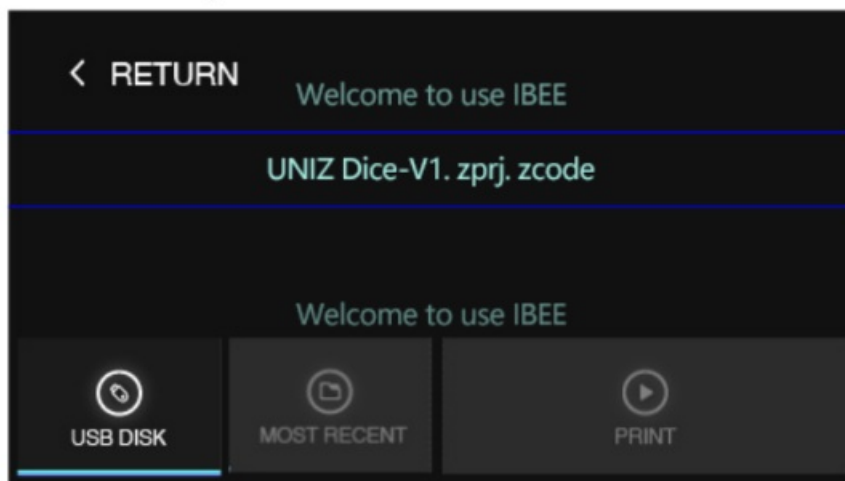 RETURN
Welcome to use IBEE
UNIZ Dice-V1. zprj. zcode
Welcome to use IBEE
USB DISK
MOST RECENT
PRINT